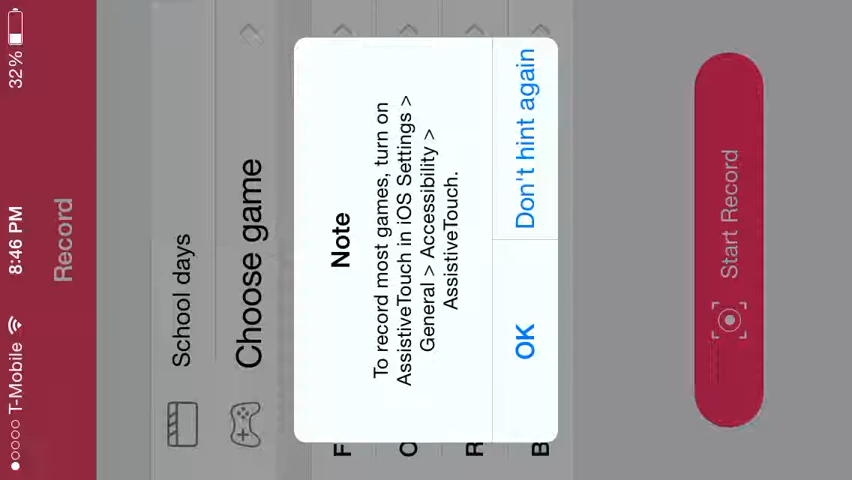 T-Mobile 8:46 PM 32%
Record
School days
Choose game
Note
To record most games, turn on
AssistiveTouch in iOS Settings >
General > Accessibility >
AssistiveTouch.
OK Don't hint again
F
O
R
B
Start Record